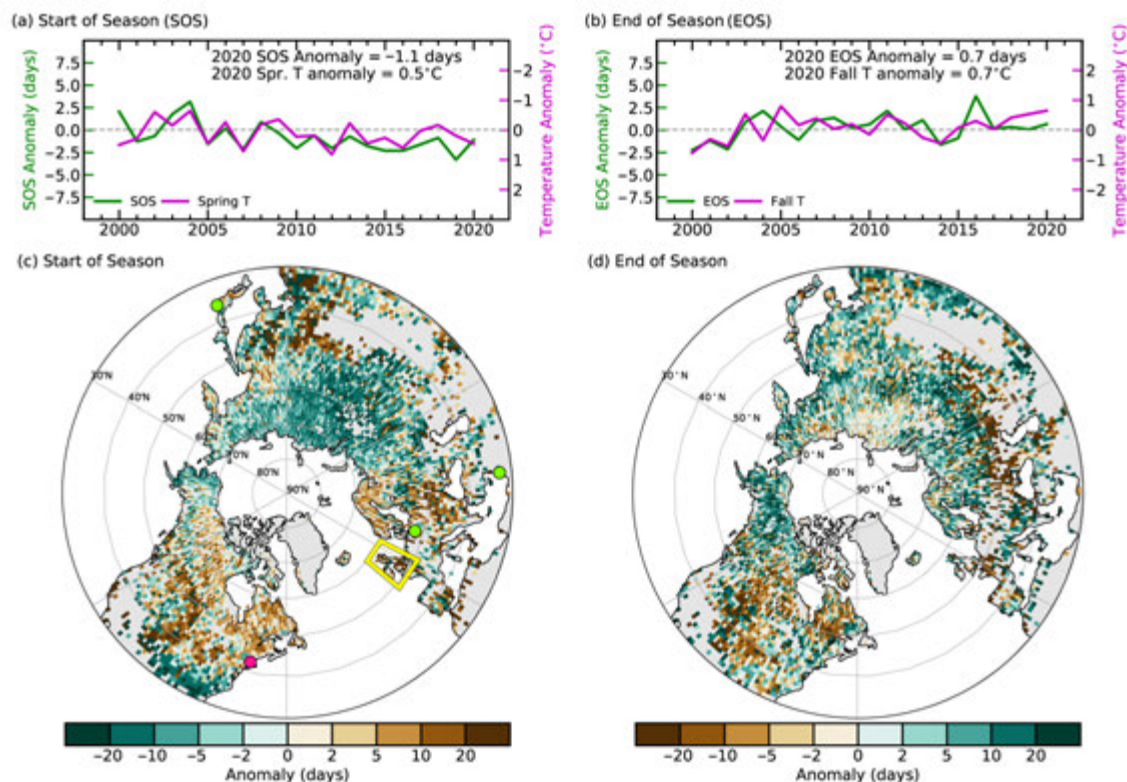 (a) Start of Season (SOS)
2020 SOS Anomaly = −1.1 days
2020 Spr. T anomaly = 0.5°C
SOS Anomaly (days)
7.5
5.0
2.5
0.0
−2.5
−5.0
−7.5
Temperature Anomaly (°C)
-2
-1
0
1
2
SOS
Spring T
2000 2005 2010 2015 2020
(b) End of Season (EOS)
2020 EOS Anomaly = 0.7 days
2020 Fall T anomaly = 0.7°C
EOS Anomaly (days)
7.5
5.0
2.5
0.0
−2.5
−5.0
−7.5
Temperature Anomaly (°C)
-2
-1
0
1
2
EOS
Fall T
2000 2005 2010 2015 2020
(c) Start of Season
30°N
40°N
50°N
60°N
70°N
80°N
90°N
−20 −10 −5 −2 0 2 5 10 20
Anomaly (days)
(d) End of Season
30°N
40°N
50°N
60°N
70°N
80°N
90°N
−20 −10 −5 −2 0 2 5 10 20
Anomaly (days)